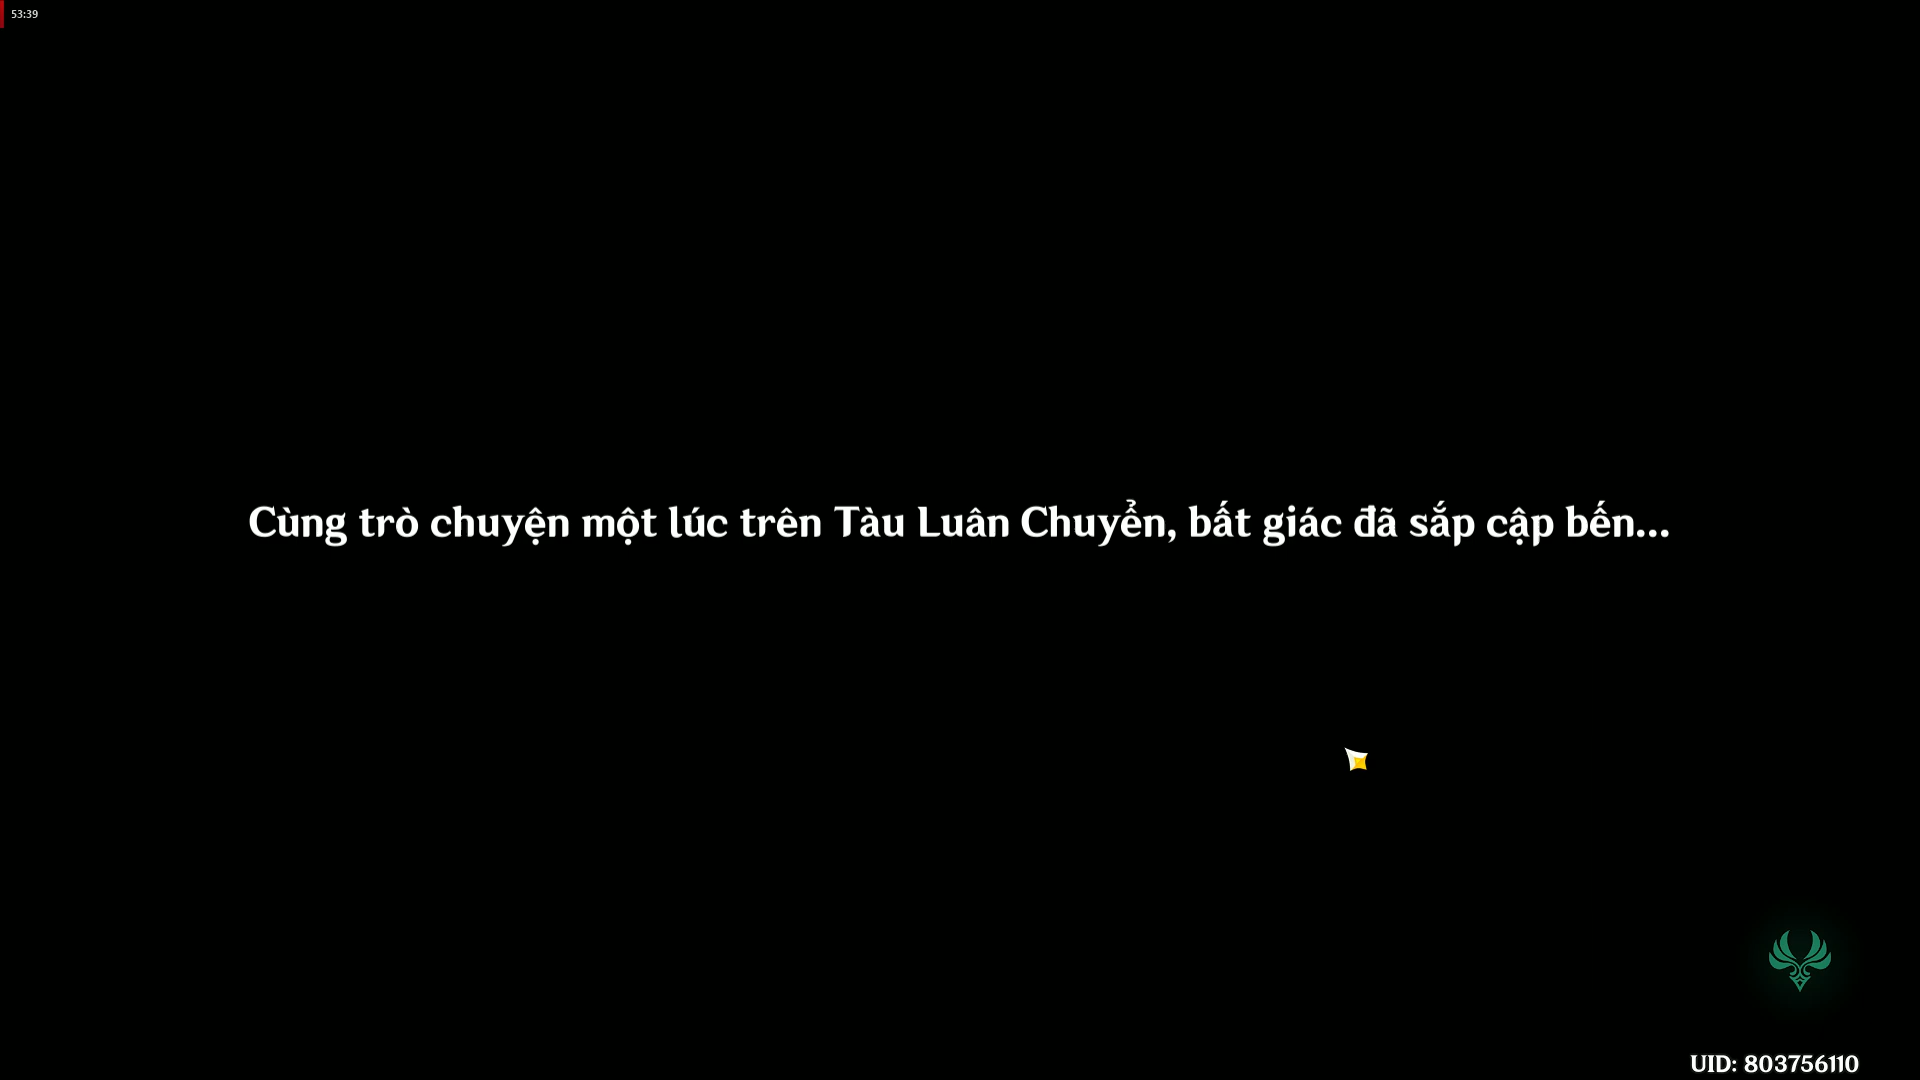 53:39
Cùng trò chuyện một lúc trên Tàu Luân Chuyển, bất giác đã sắp cập bến...
UID: 803756110